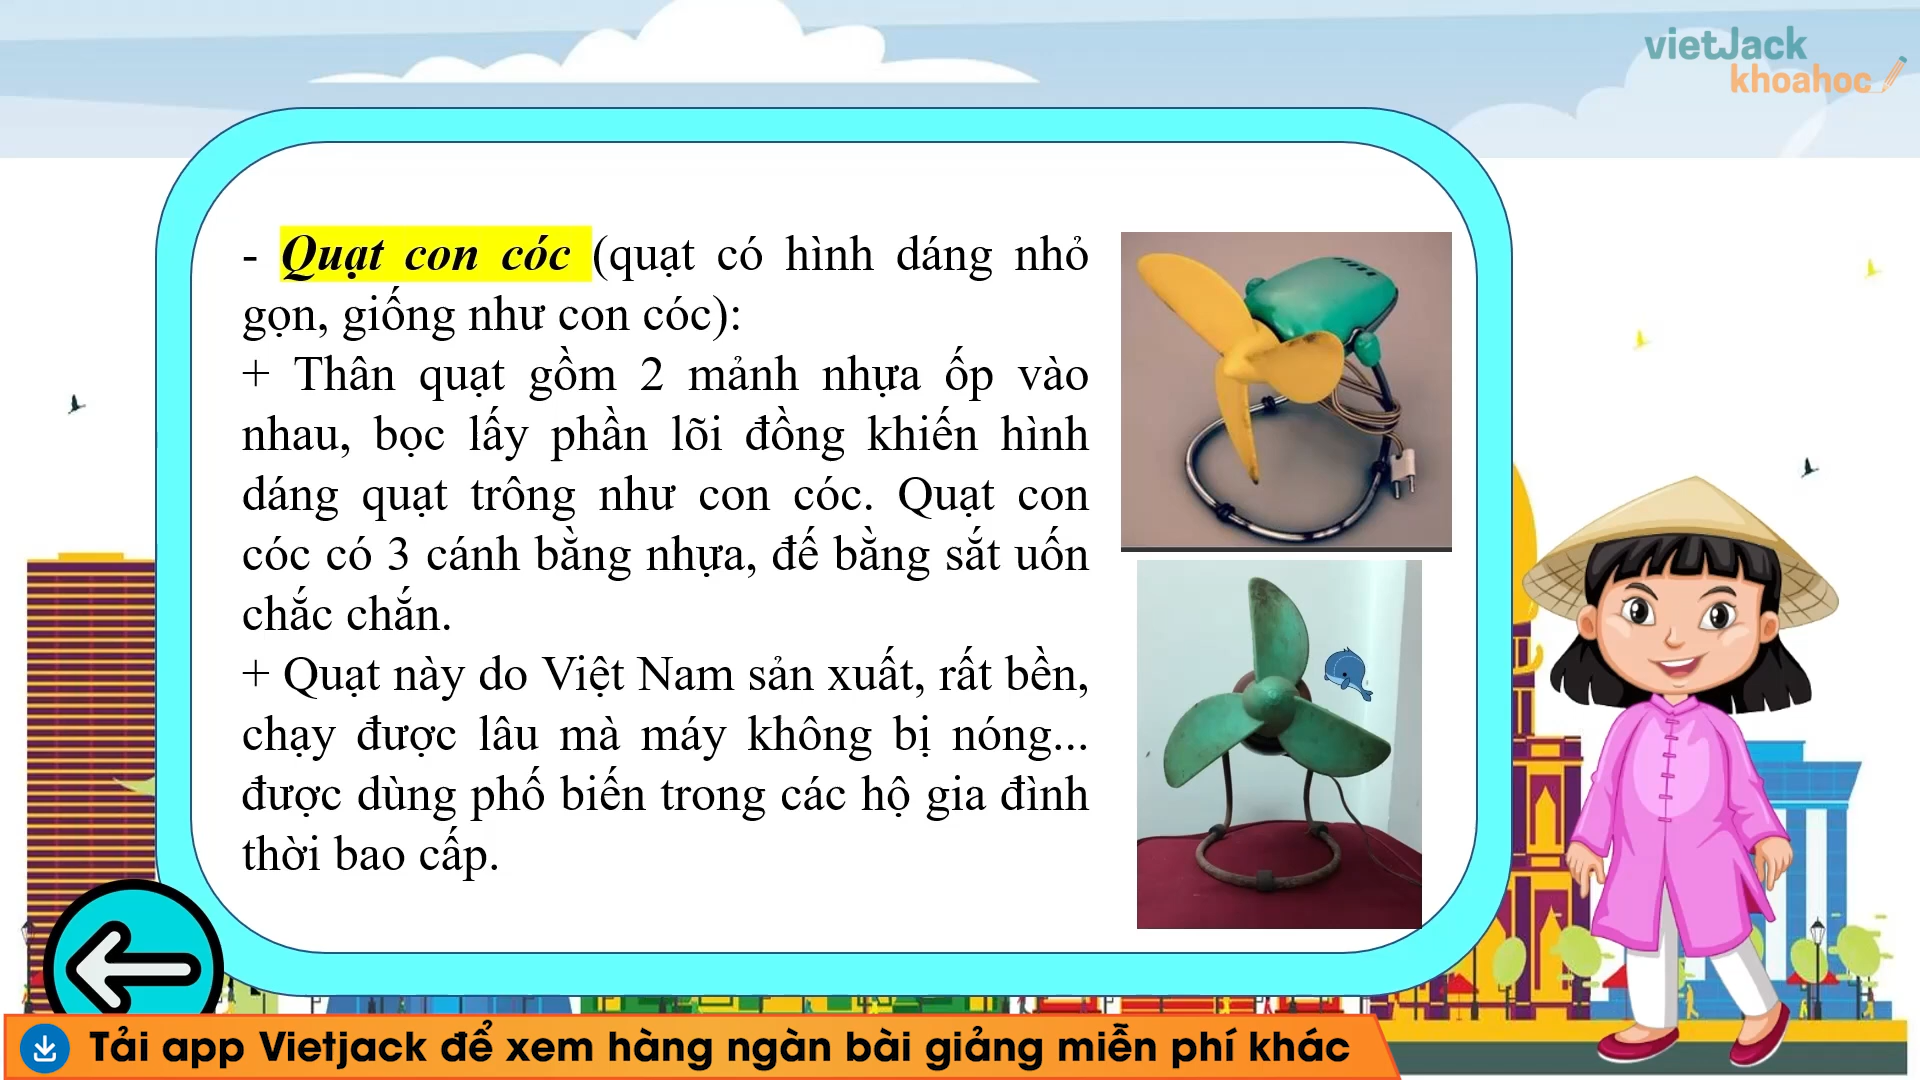 vietJack
khoahoc
- Quạt con cóc (quạt có hình dáng nhỏ
gọn, giống như con cóc):
+ Thân quạt gồm 2 mảnh nhựa ốp vào
nhau, bọc lấy phần lõi đồng khiến hình
dáng quạt trông như con cóc. Quạt con
cóc có 3 cánh bằng nhựa, đế bằng sắt uốn
chắc chắn.
+ Quạt này do Việt Nam sản xuất, rất bền,
chạy được lâu mà máy không bị nóng...
được dùng phổ biến trong các hộ gia đình
thời bao cấp.
Tải app Vietjack để xem hàng ngàn bài giảng miễn phí khác